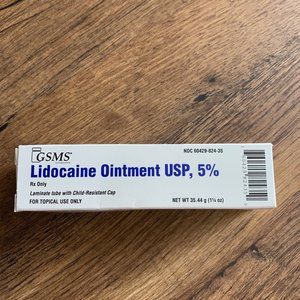 GSMS
NDC 60429-824-35
Lidocaine Ointment USP, 5%
Rx Only
Laminate tube with Child-Resistant Cap
FOR TOPICAL USE ONLY
NET WT 35.44 g (1¼ oz)